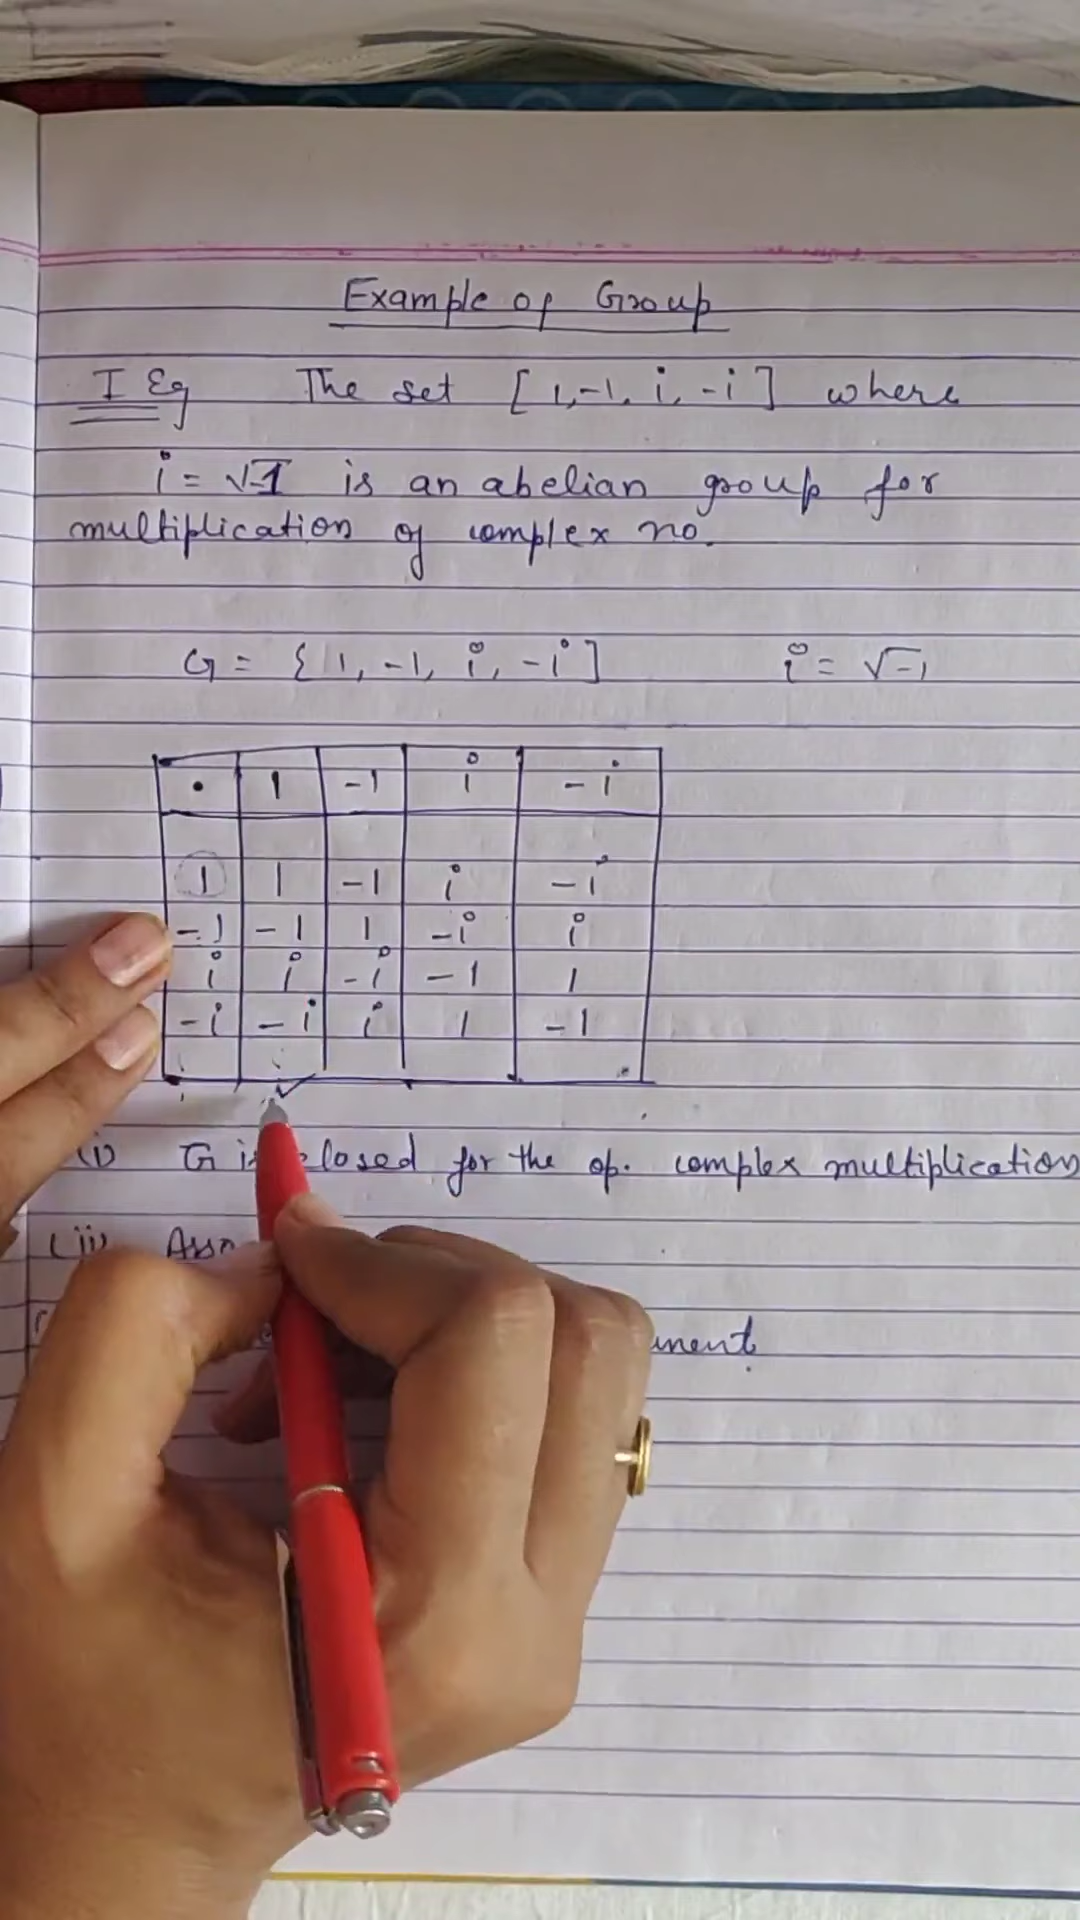 Example of Group
I Eg The set [1, -1, i, -i] where
i = √-1 is an abelian group for
multiplication of complex no.
G = {1, -1, i, -i] i = √-1
• 1 -1 i -i
1 1 -1 i -i
-1 -1 1 -i i
i i -i -1 1
-i -i i 1 -1
(i) G is closed for the op. complex multiplication
(ii)